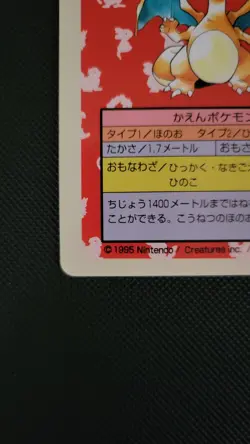 かえんポケモン
タイプ1/ほのお タイプ2/ひ
たかさ/1.7メートル おもさ
おもなわざ/ひっかく・なきご
ひのこ
ちじょう1400メートルまではね
ことができる。こうねつのほのお
©1995 Nintendo / Creatures inc. /